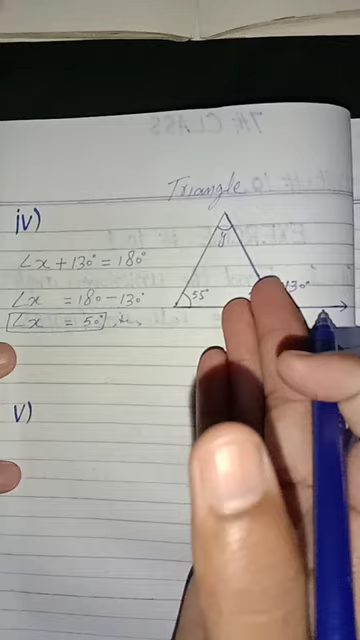 7th CLASS
Triangle
iv)
y
∠x + 130° = 180°
∠x = 180 - 130°
55°
130°
∠x = 50°
v)